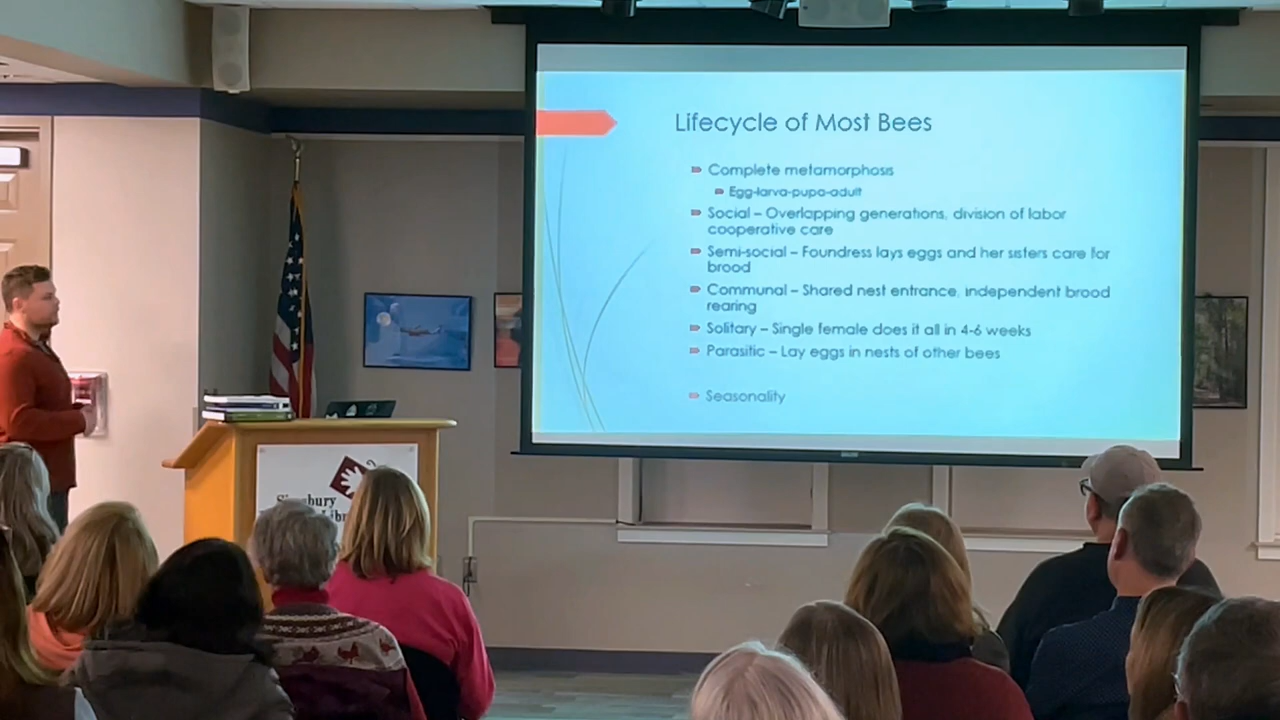 Lifecycle of Most Bees
Complete metamorphosis
Egg-larva-pupa-adult
Social – Overlapping generations, division of labor
cooperative care
Semi-social – Foundress lays eggs and her sisters care for
brood
Communal – Shared nest entrance, independent brood
rearing
Solitary – Single female does it all in 4-6 weeks
Parasitic – Lay eggs in nests of other bees
Seasonality